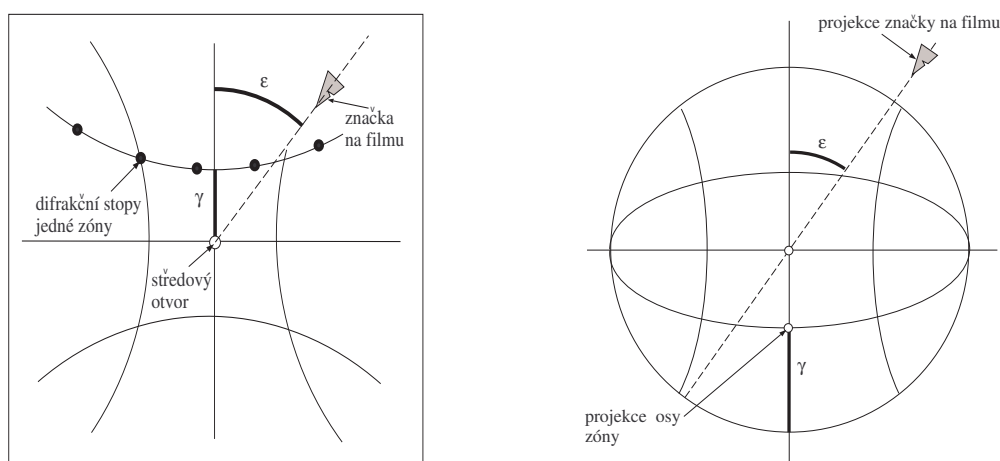 ε
značka
na filmu
difrakční stopy
jedné zóny
γ
středový
otvor
projekce značky na filmu
ε
γ
projekce osy
zóny